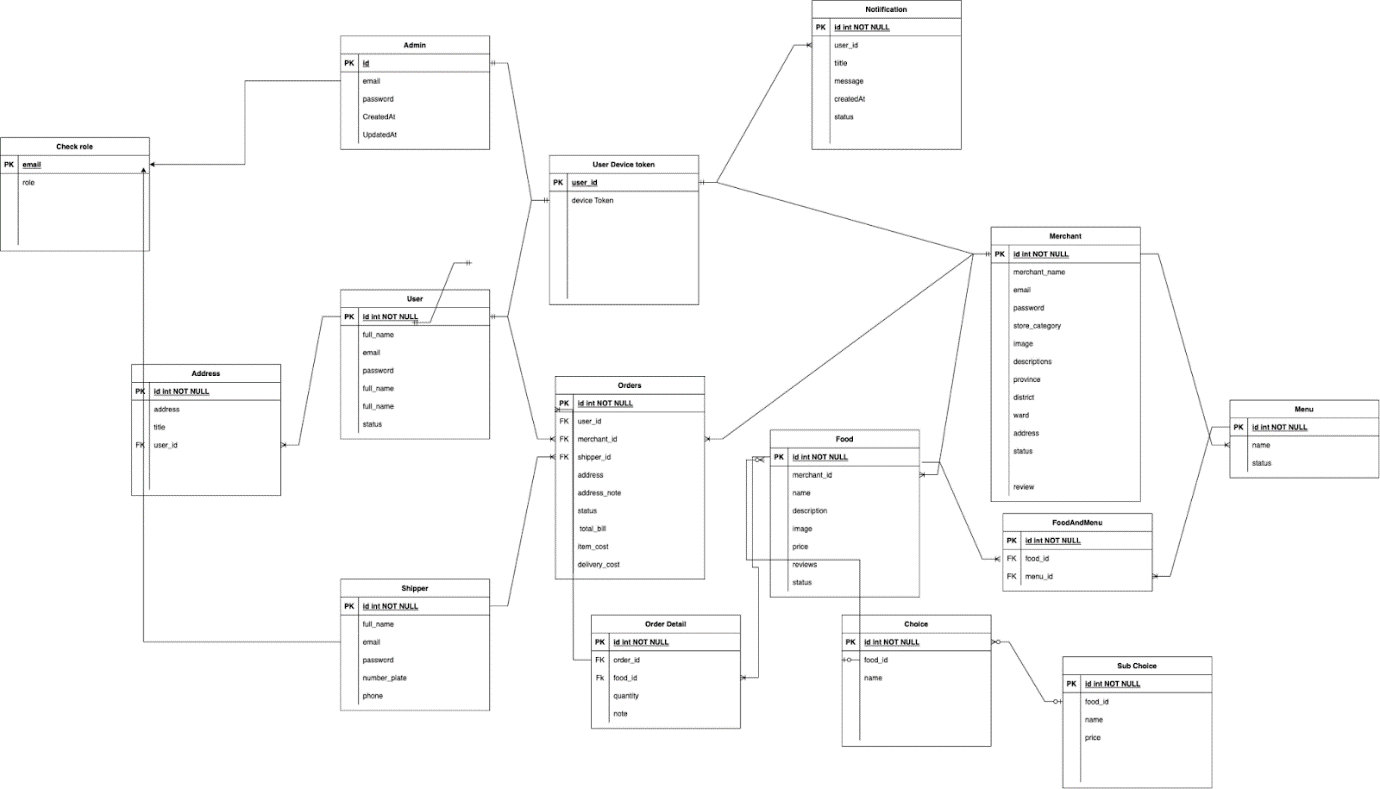 Notiification
PK id int NOT NULL
user_id
tiitle
message
createdAt
status
Admin
PK id
email
password
CreatedAt
UpdatedAt
Check role
PK email
role
User Device token
PK user_id
device Token
Merchant
PK id int NOT NULL
merchant_name
email
password
store_category
image
descriptions
province
district
ward
address
status
review
User
PK id int NOT NULL
full_name
email
password
full_name
full_name
status
Address
PK id int NOT NULL
address
title
FK user_id
Orders
PK id int NOT NULL
FK user_id
FK merchant_id
FK shipper_id
address
address_note
status
total_bill
item_cost
delivery_cost
Menu
PK id int NOT NULL
name
status
Food
PK id int NOT NULL
merchant_id
name
description
image
price
reviews
status
FoodAndMenu
PK id int NOT NULL
FK food_id
FK menu_id
Shipper
PK id int NOT NULL
full_name
email
password
number_plate
phone
Order Detail
PK id int NOT NULL
FK order_id
Fk food_id
quantity
note
Choice
PK id int NOT NULL
food_id
name
Sub Choice
PK id int NOT NULL
food_id
name
price